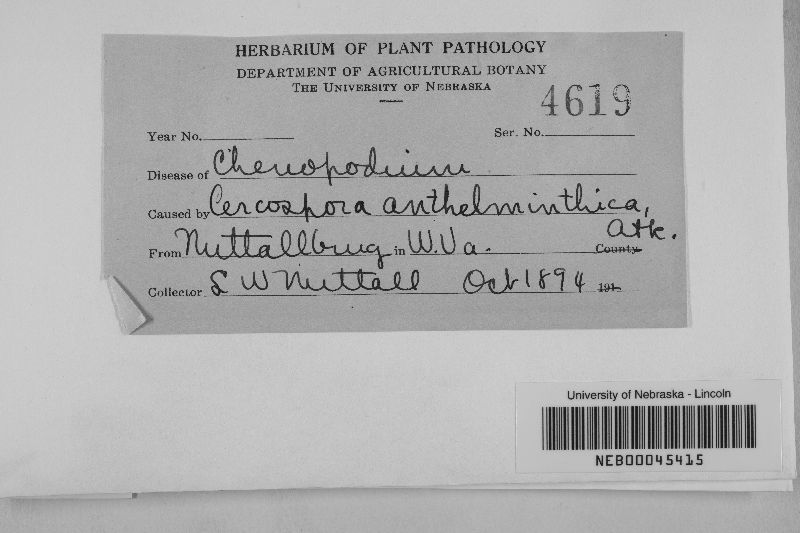 HERBARIUM OF PLANT PATHOLOGY
DEPARTMENT OF AGRICULTURAL BOTANY
THE UNIVERSITY OF NEBRASKA
4619
Year No. Ser. No.
Disease of Chenopodium
Caused by Cercospora anthelminthica,
Atk.
From Nuttallburg in W.Va. County
Collector S W Nuttall Oct 1894 191
University of Nebraska - Lincoln
NEB00045415